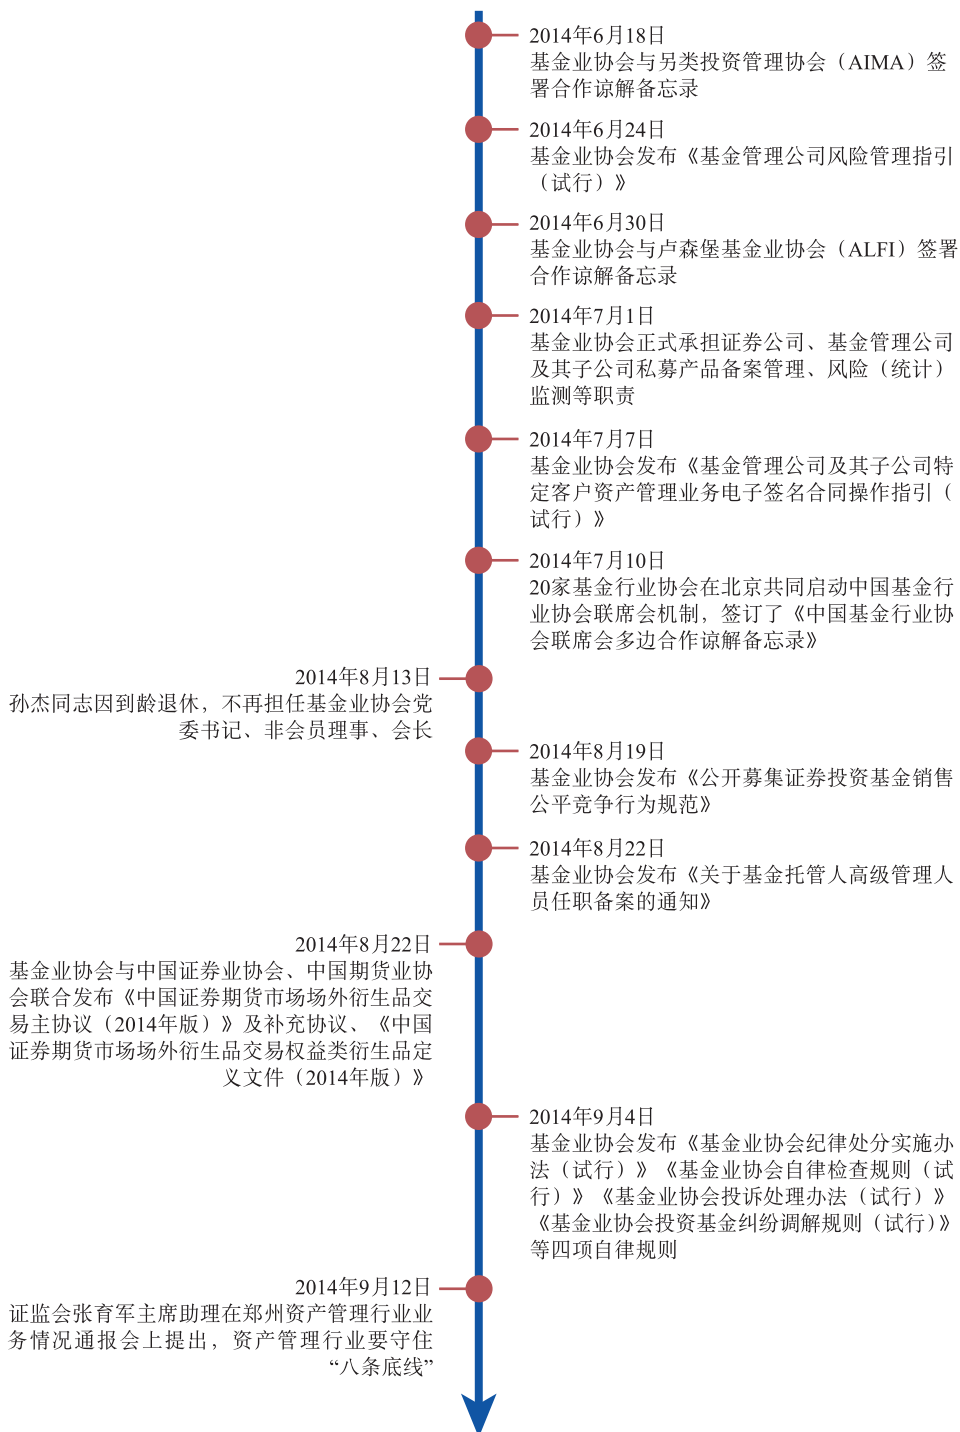 2014年6月18日
基金业协会与另类投资管理协会（AIMA）签
署合作谅解备忘录
2014年6月24日
基金业协会发布《基金管理公司风险管理指引
（试行）》
2014年6月30日
基金业协会与卢森堡基金业协会（ALFI）签署
合作谅解备忘录
2014年7月1日
基金业协会正式承担证券公司、基金管理公司
及其子公司私募产品备案管理、风险（统计）
监测等职责
2014年7月7日
基金业协会发布《基金管理公司及其子公司特
定客户资产管理业务电子签名合同操作指引（
试行）》
2014年7月10日
20家基金行业协会在北京共同启动中国基金行
业协会联席会机制，签订了《中国基金行业协
会联席会多边合作谅解备忘录》
2014年8月13日
孙杰同志因到龄退休，不再担任基金业协会党
委书记、非会员理事、会长
2014年8月19日
基金业协会发布《公开募集证券投资基金销售
公平竞争行为规范》
2014年8月22日
基金业协会发布《关于基金托管人高级管理人
员任职备案的通知》
2014年8月22日
基金业协会与中国证券业协会、中国期货业协
会联合发布《中国证券期货市场场外衍生品交
易主协议（2014年版）》及补充协议、《中国
证券期货市场场外衍生品交易权益类衍生品定
义文件（2014年版）》
2014年9月4日
基金业协会发布《基金业协会纪律处分实施办
法（试行）》《基金业协会自律检查规则（试
行）》《基金业协会投诉处理办法（试行）》
《基金业协会投资基金纠纷调解规则（试行）》
等四项自律规则
2014年9月12日
证监会张育军主席助理在郑州资产管理行业业
务情况通报会上提出，资产管理行业要守住
“八条底线”